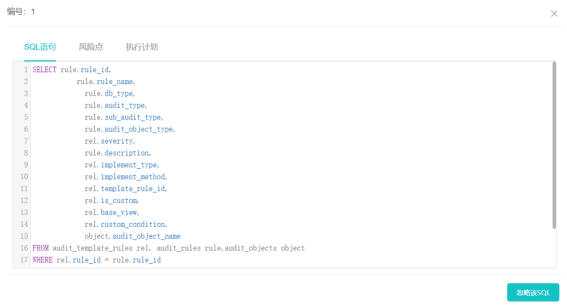 编号: 1
SQL语句 风险点 执行计划
1 SELECT rule.rule_id,
2 rule.rule_name,
3 rule.db_type,
4 rule.audit_type,
5 rule.sub_audit_type,
6 rule.audit_object_type,
7 rel.severity,
8 rule.description,
9 rel.implement_type,
10 rel.implement_method,
11 rel.template_rule_id,
12 rel.is_custom,
13 rel.base_view,
14 rel.custom_condition,
15 object.audit_object_name
16 FROM audit_template_rules rel, audit_rules rule,audit_objects object
17 WHERE rel.rule_id = rule.rule_id
忽略该SQL